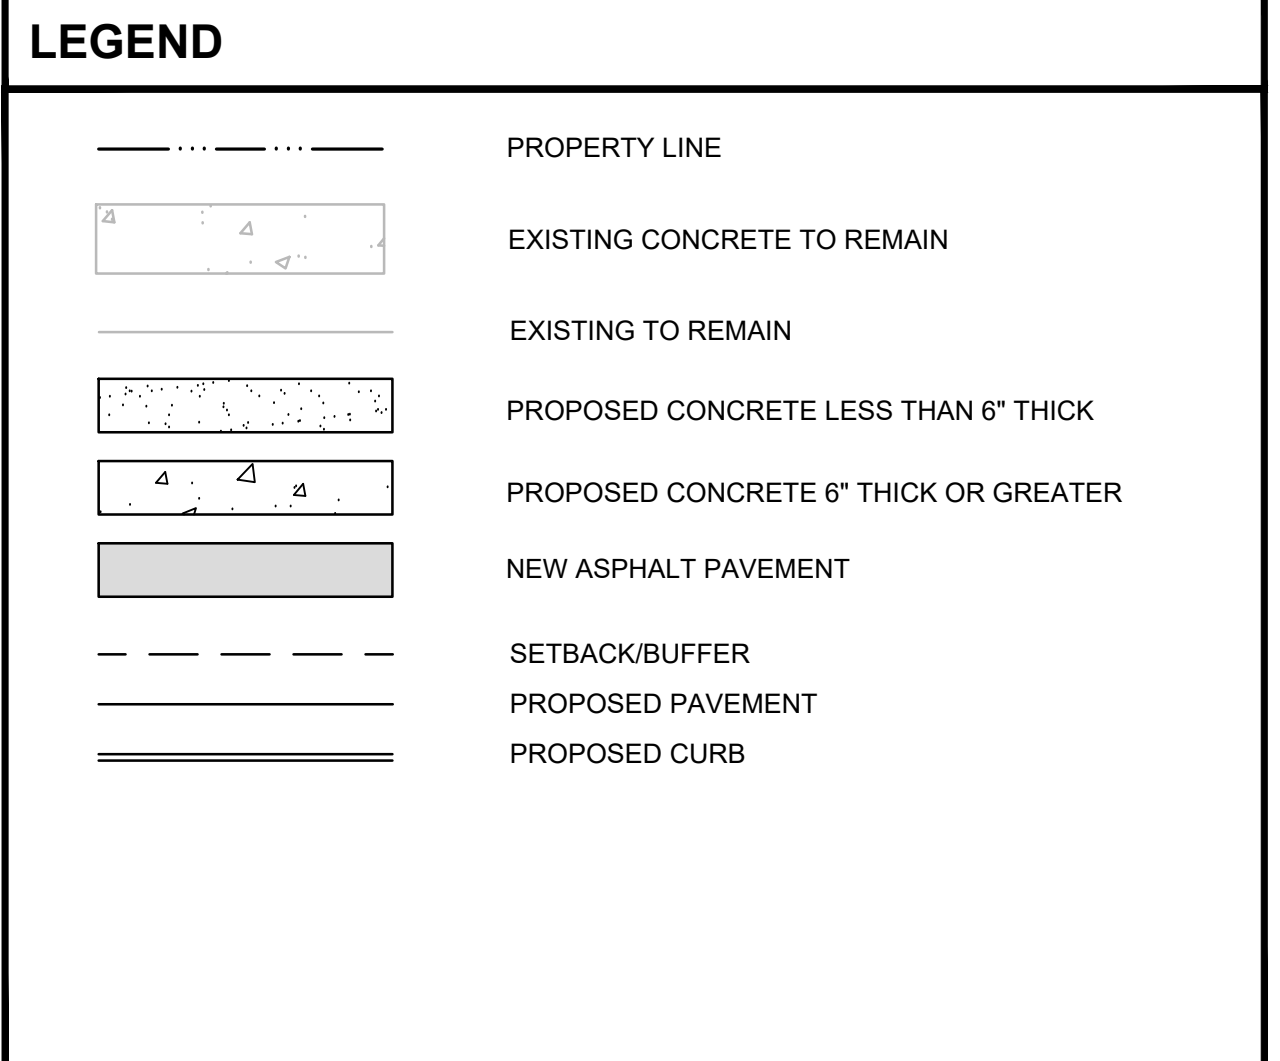 LEGEND
PROPERTY LINE
EXISTING CONCRETE TO REMAIN
EXISTING TO REMAIN
PROPOSED CONCRETE LESS THAN 6" THICK
PROPOSED CONCRETE 6" THICK OR GREATER
NEW ASPHALT PAVEMENT
SETBACK/BUFFER
PROPOSED PAVEMENT
PROPOSED CURB